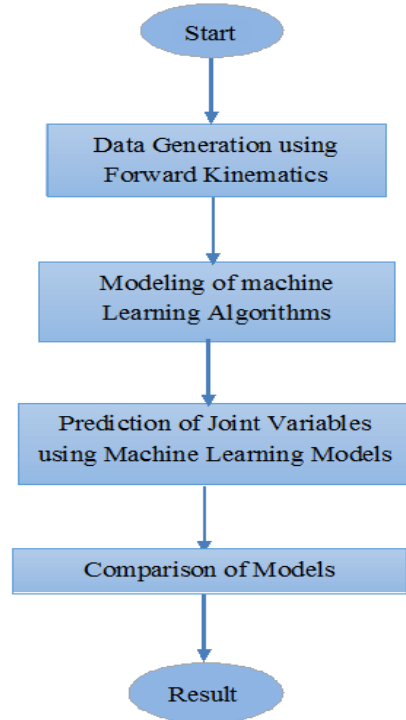 Start
Data Generation using
Forward Kinematics
Modeling of machine
Learning Algorithms
Prediction of Joint Variables
using Machine Learning Models
Comparison of Models
Result